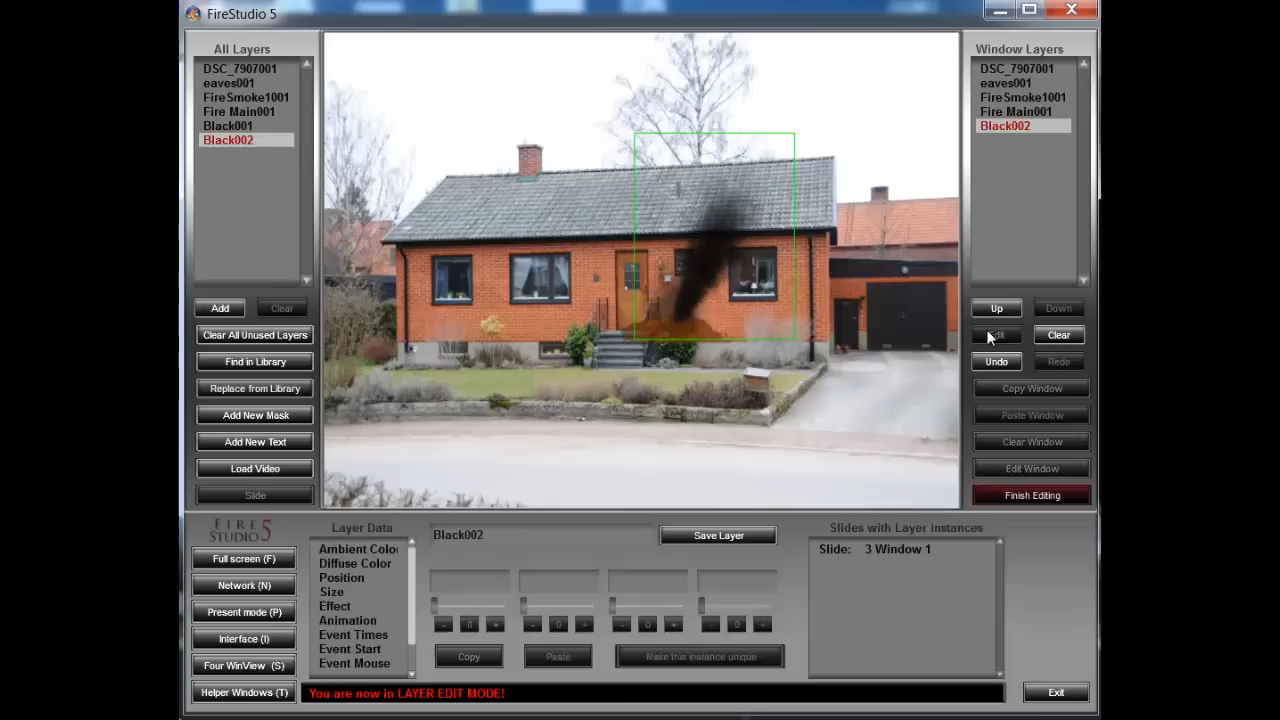 FireStudio 5
All Layers
DSC_7907001
eaves001
FireSmoke1001
Fire Main001
Black001
Black002
Add
Clear
Clear All Unused Layers
Find in Library
Replace from Library
Add New Mask
Add New Text
Load Video
Slide
Window Layers
DSC_7907001
eaves001
FireSmoke1001
Fire Main001
Black002
Up
Down
Clear
Undo
Redo
Copy Window
Paste Window
Clear Window
Edit Window
Finish Editing
FIRE
STUDIO 5
Full screen (F)
Network (N)
Present mode (P)
Interface (I)
Four WinView (S)
Helper Windows (T)
Layer Data
Ambient Color
Diffuse Color
Position
Size
Effect
Animation
Event Times
Event Start
Event Mouse
Black002
Save Layer
- 0 + - 0 + - 0 + - 0 +
Copy
Paste
Make this instance unique
Slides with Layer instances
Slide: 3 Window 1
You are now in LAYER EDIT MODE!
Exit